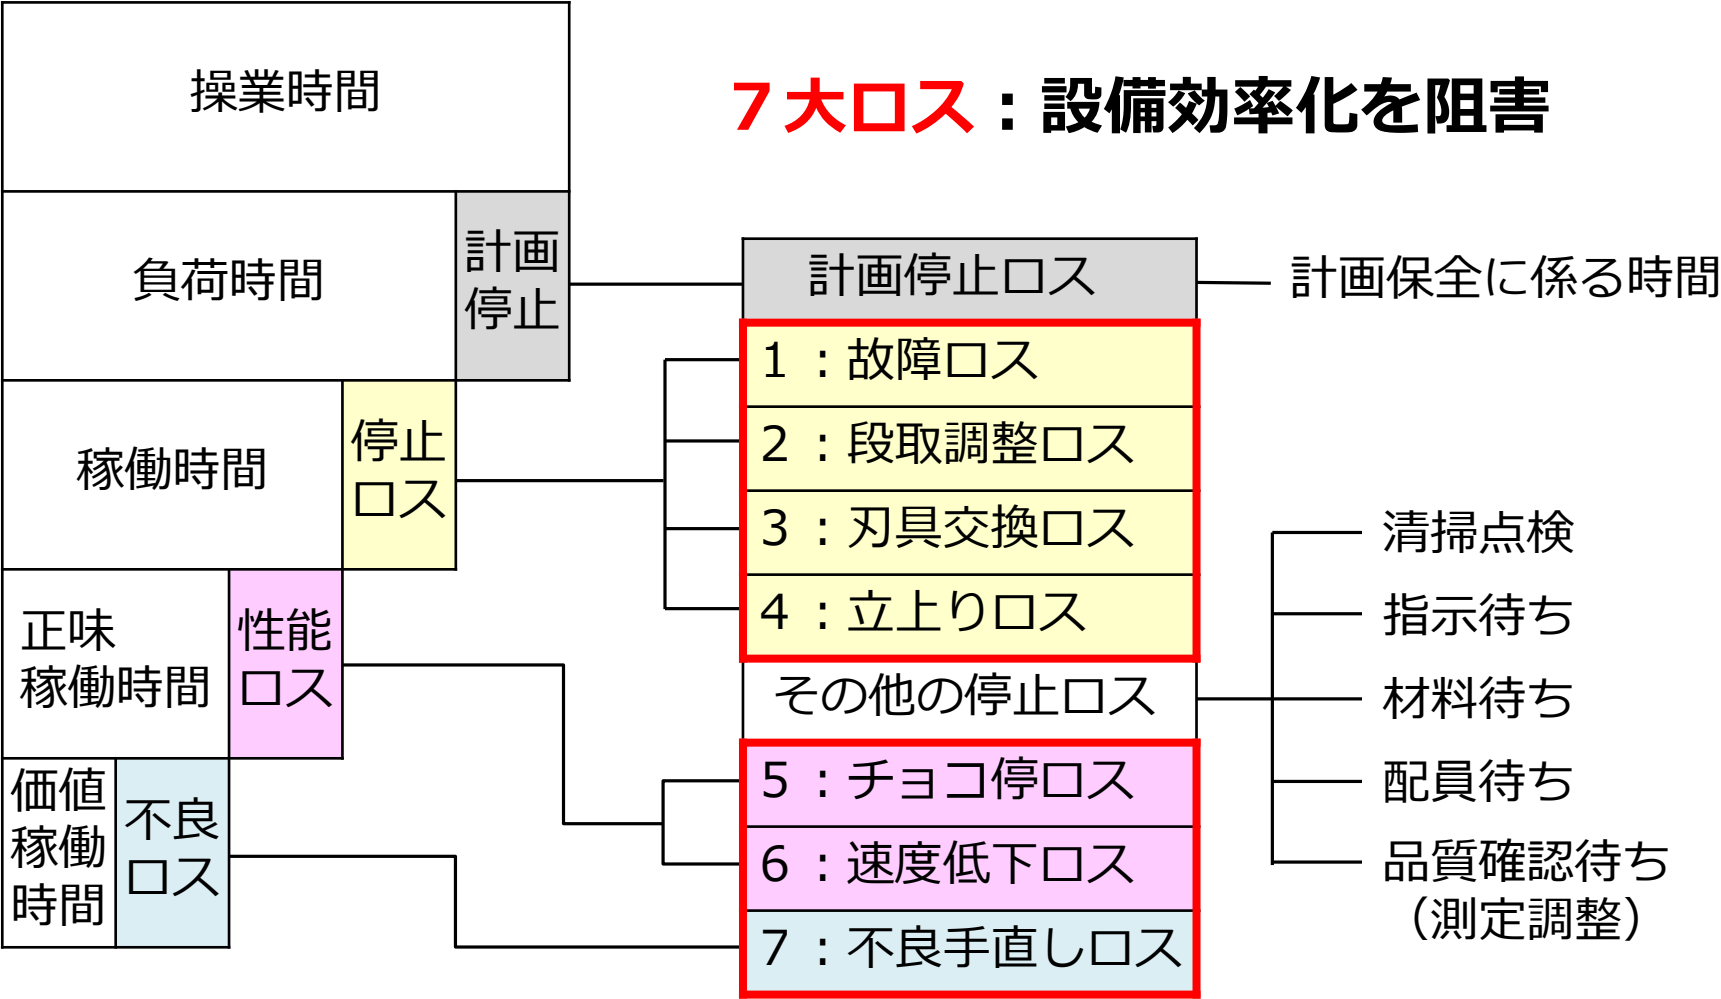 操業時間
７大ロス：設備効率化を阻害
負荷時間
計画
停止
計画停止ロス
計画保全に係る時間
稼働時間
停止
ロス
1：故障ロス
2：段取調整ロス
3：刃具交換ロス
4：立上りロス
その他の停止ロス
清掃点検
指示待ち
材料待ち
配員待ち
品質確認待ち
（測定調整）
正味
稼働時間
性能
ロス
5：チョコ停ロス
6：速度低下ロス
価値
稼働
時間
不良
ロス
7：不良手直しロス